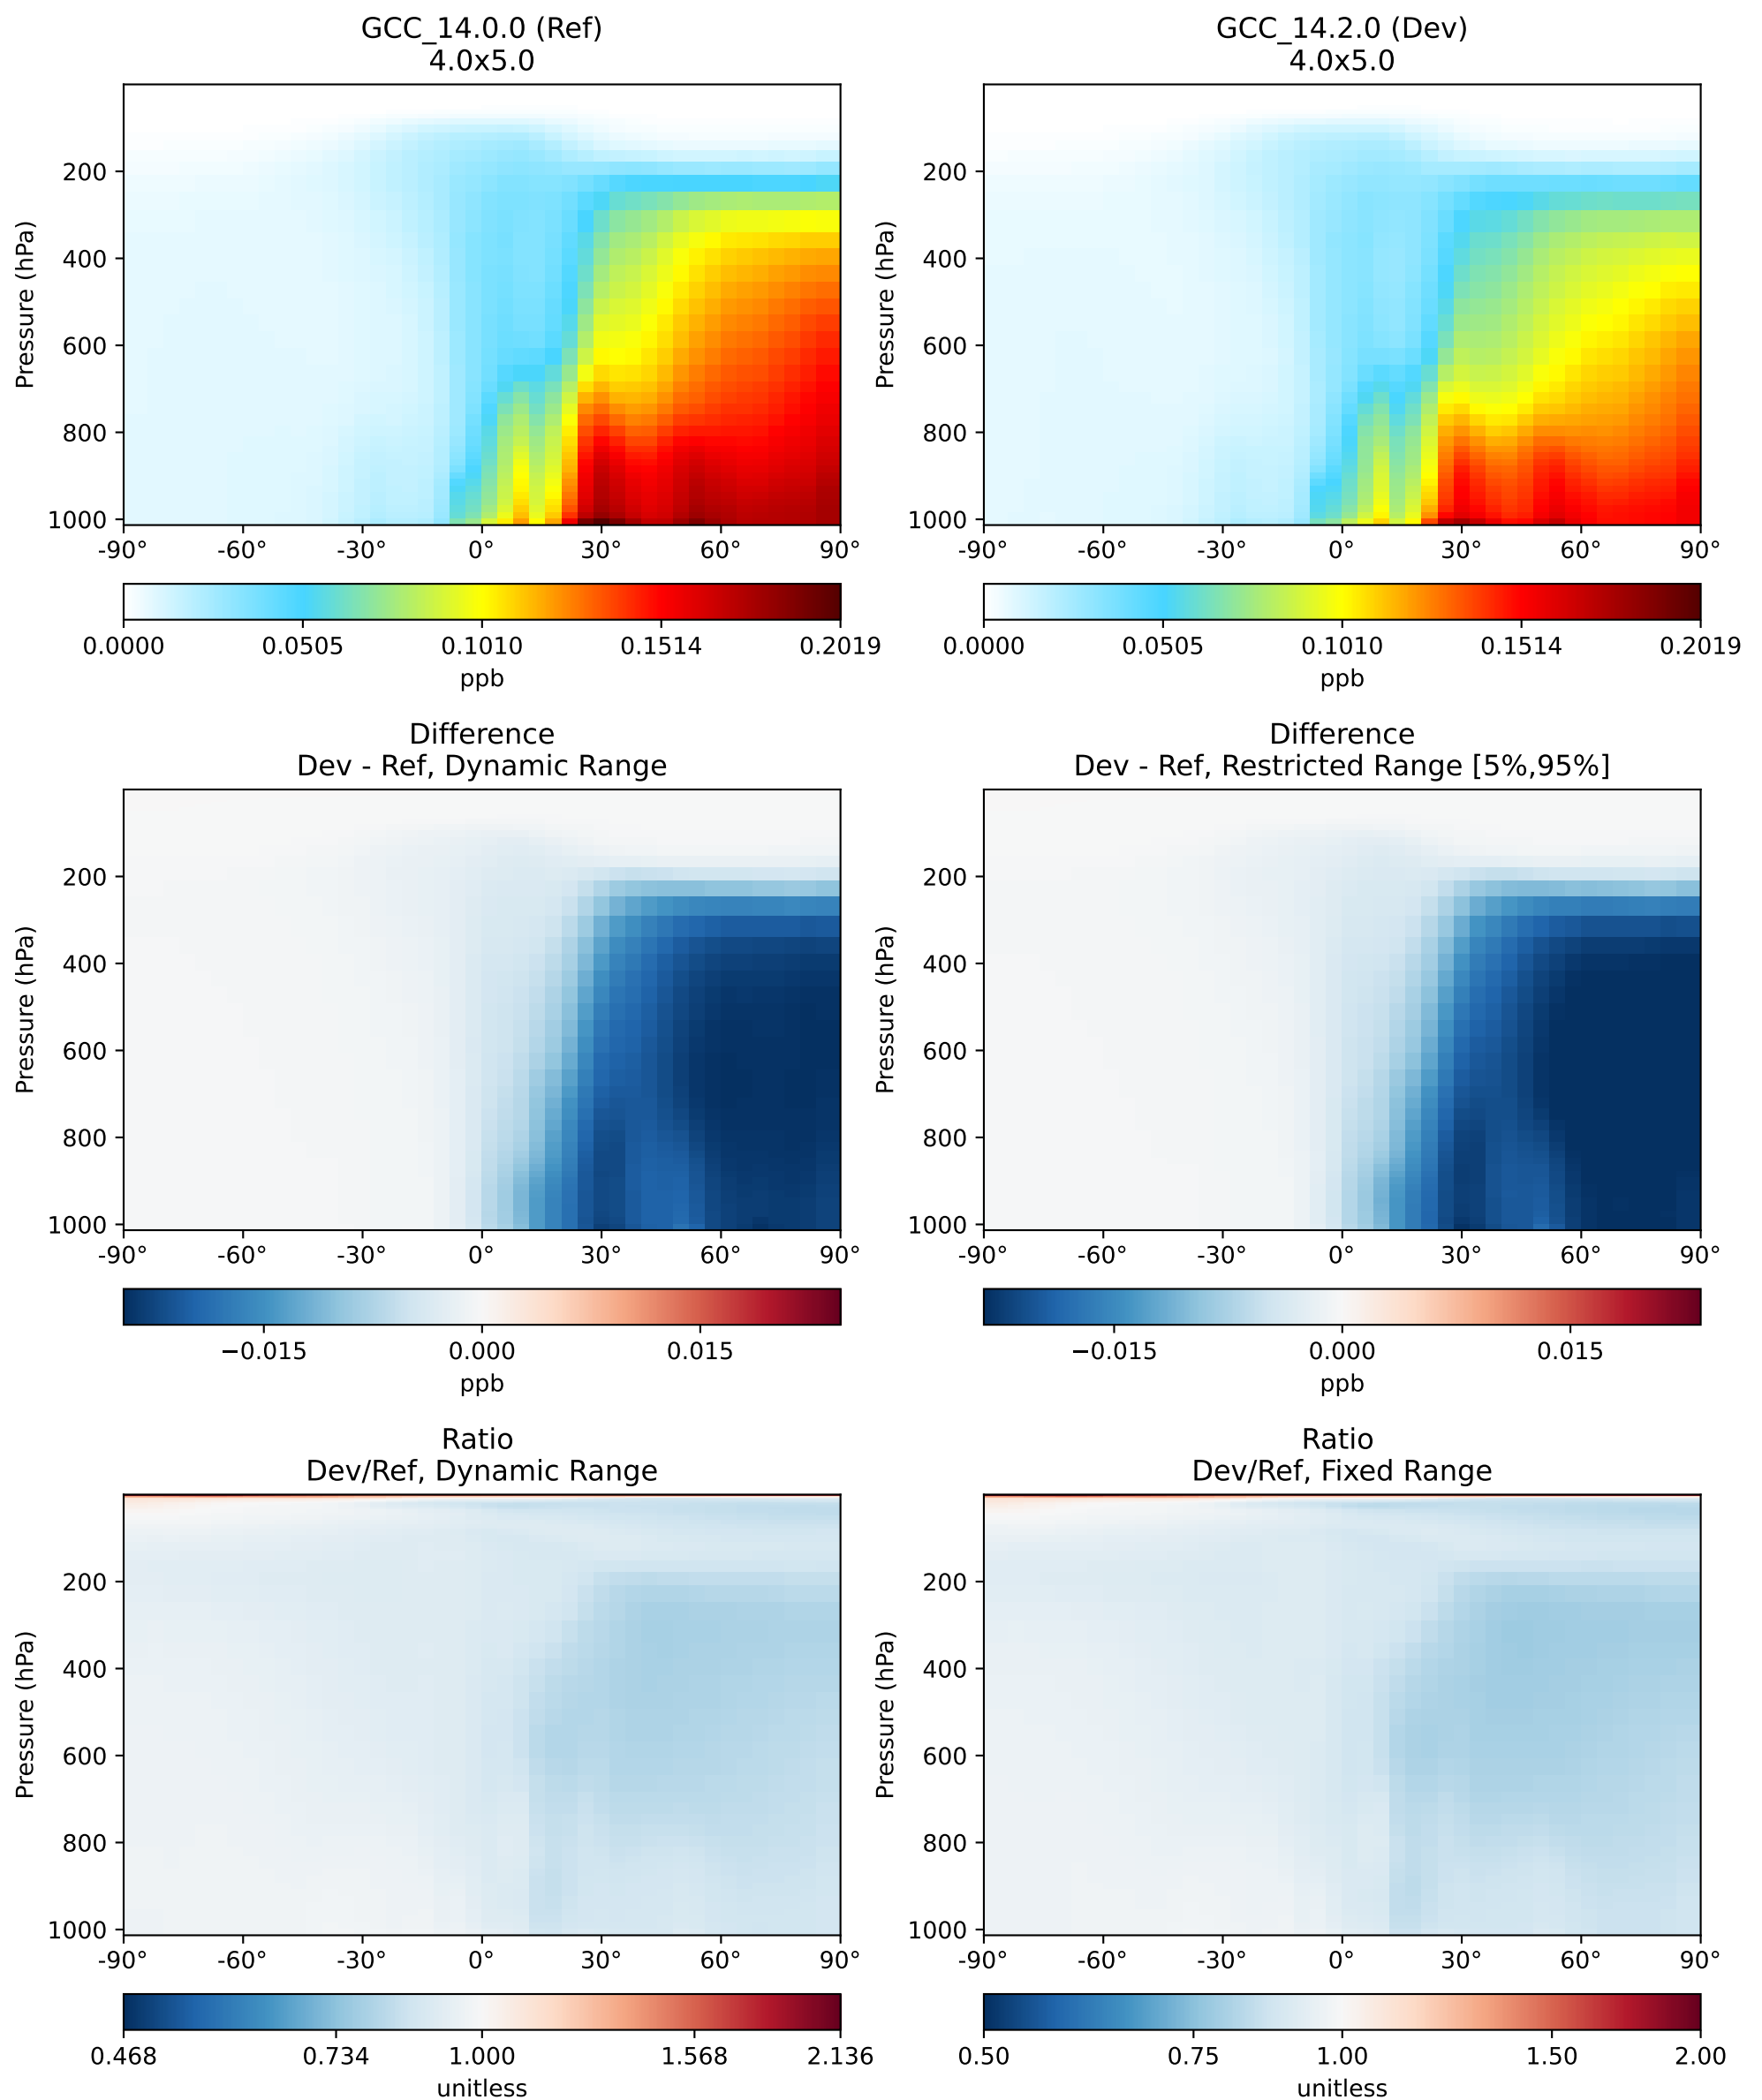 GCC_14.0.0 (Ref)
4.0x5.0
Pressure (hPa)
200
400
600
800
1000
-90° -60° -30° 0° 30° 60° 90°
0.0000 0.0505 0.1010 0.1514 0.2019
ppb
GCC_14.2.0 (Dev)
4.0x5.0
Pressure (hPa)
200
400
600
800
1000
-90° -60° -30° 0° 30° 60° 90°
0.0000 0.0505 0.1010 0.1514 0.2019
ppb
Difference
Dev - Ref, Dynamic Range
Pressure (hPa)
200
400
600
800
1000
-90° -60° -30° 0° 30° 60° 90°
−0.015 0.000 0.015
ppb
Difference
Dev - Ref, Restricted Range [5%,95%]
Pressure (hPa)
200
400
600
800
1000
-90° -60° -30° 0° 30° 60° 90°
−0.015 0.000 0.015
ppb
Ratio
Dev/Ref, Dynamic Range
Pressure (hPa)
200
400
600
800
1000
-90° -60° -30° 0° 30° 60° 90°
0.468 0.734 1.000 1.568 2.136
unitless
Ratio
Dev/Ref, Fixed Range
Pressure (hPa)
200
400
600
800
1000
-90° -60° -30° 0° 30° 60° 90°
0.50 0.75 1.00 1.50 2.00
unitless